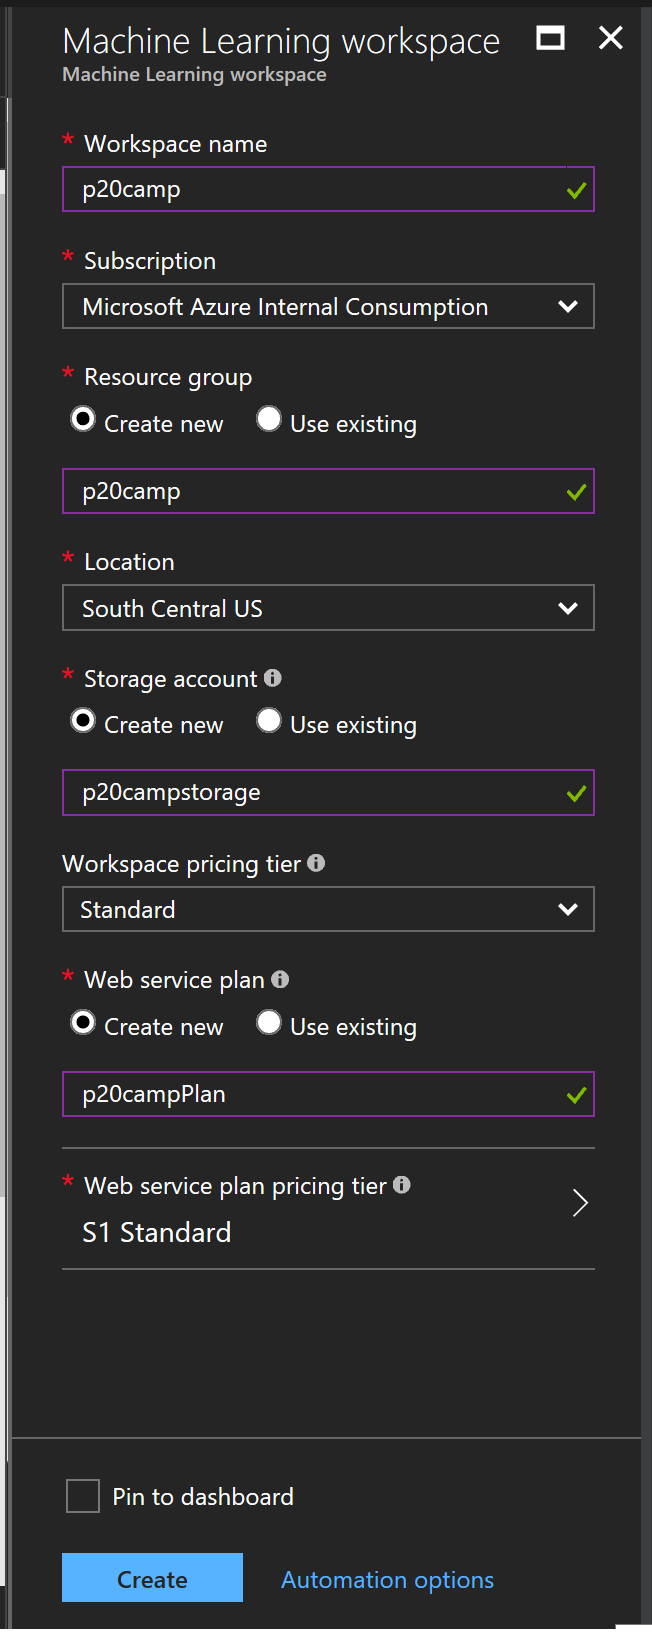 Machine Learning workspace
Machine Learning workspace
* Workspace name
p20camp
* Subscription
Microsoft Azure Internal Consumption
* Resource group
Create new Use existing
p20camp
* Location
South Central US
* Storage account
Create new Use existing
p20campstorage
Workspace pricing tier
Standard
* Web service plan
Create new Use existing
p20campPlan
* Web service plan pricing tier
S1 Standard
Pin to dashboard
Create Automation options